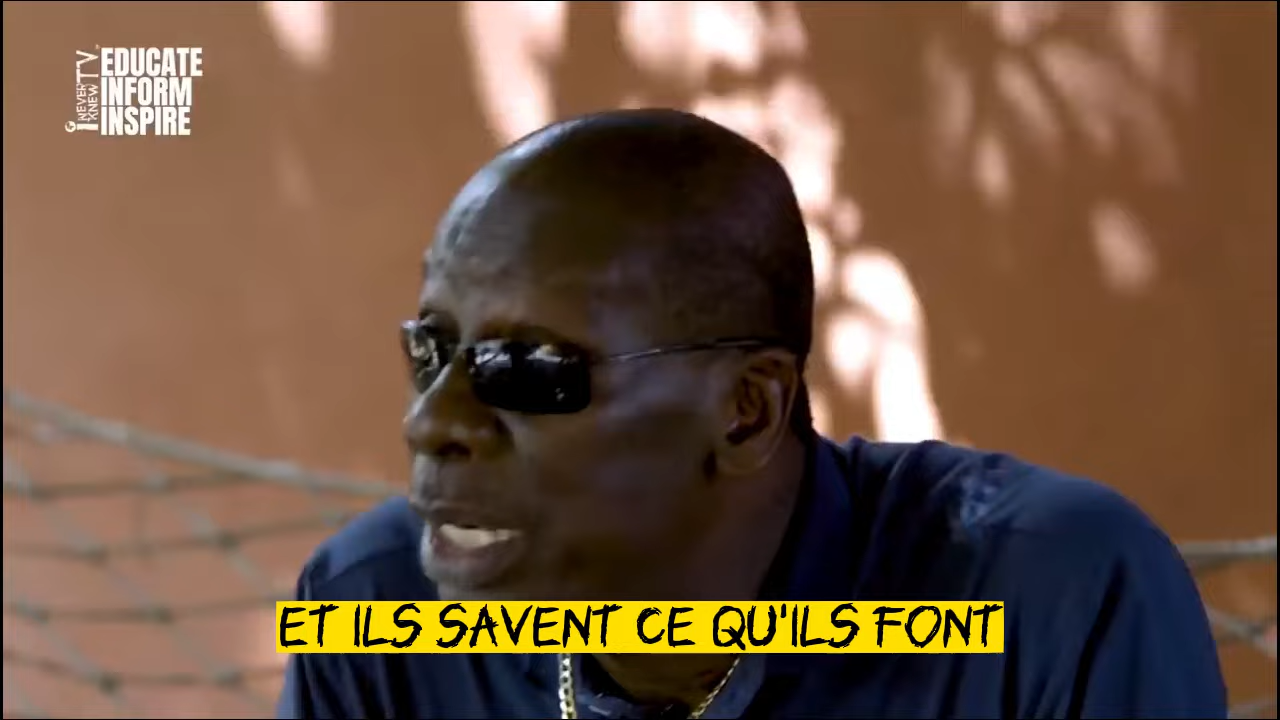 I NEVER KNEW TV
EDUCATE
INFORM
INSPIRE
ET ILS SAVENT CE QU'ILS FONT